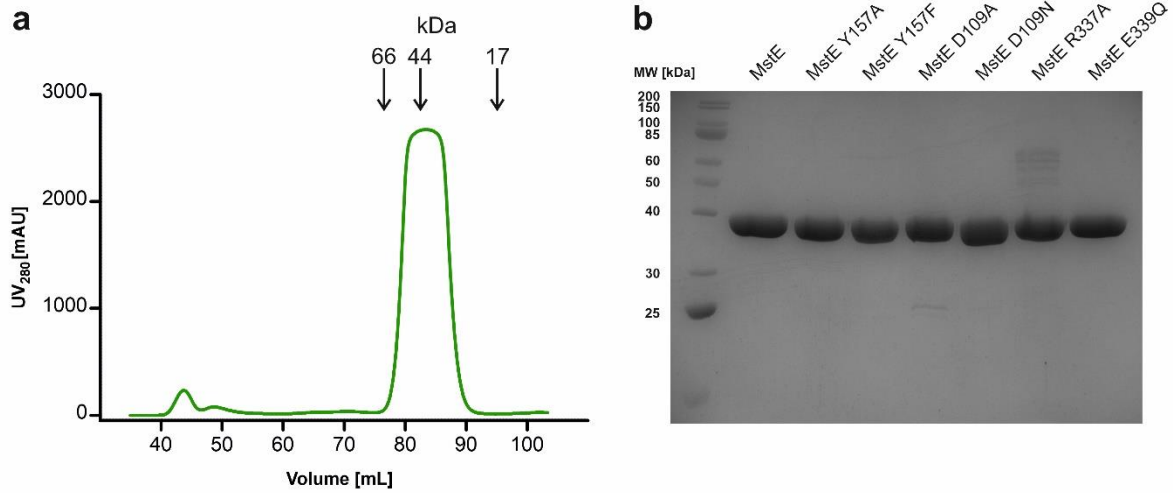 a
kDa
66 44 17
3000
2000
1000
0
UV280 [mAU]
40 50 60 70 80 90 100
Volume [mL]
b
MW [kDa]
MstE
MstE Y157A
MstE Y157F
MstE D109A
MstE D109N
MstE R337A
MstE E339Q
200
150
100
85
60
50
40
30
25